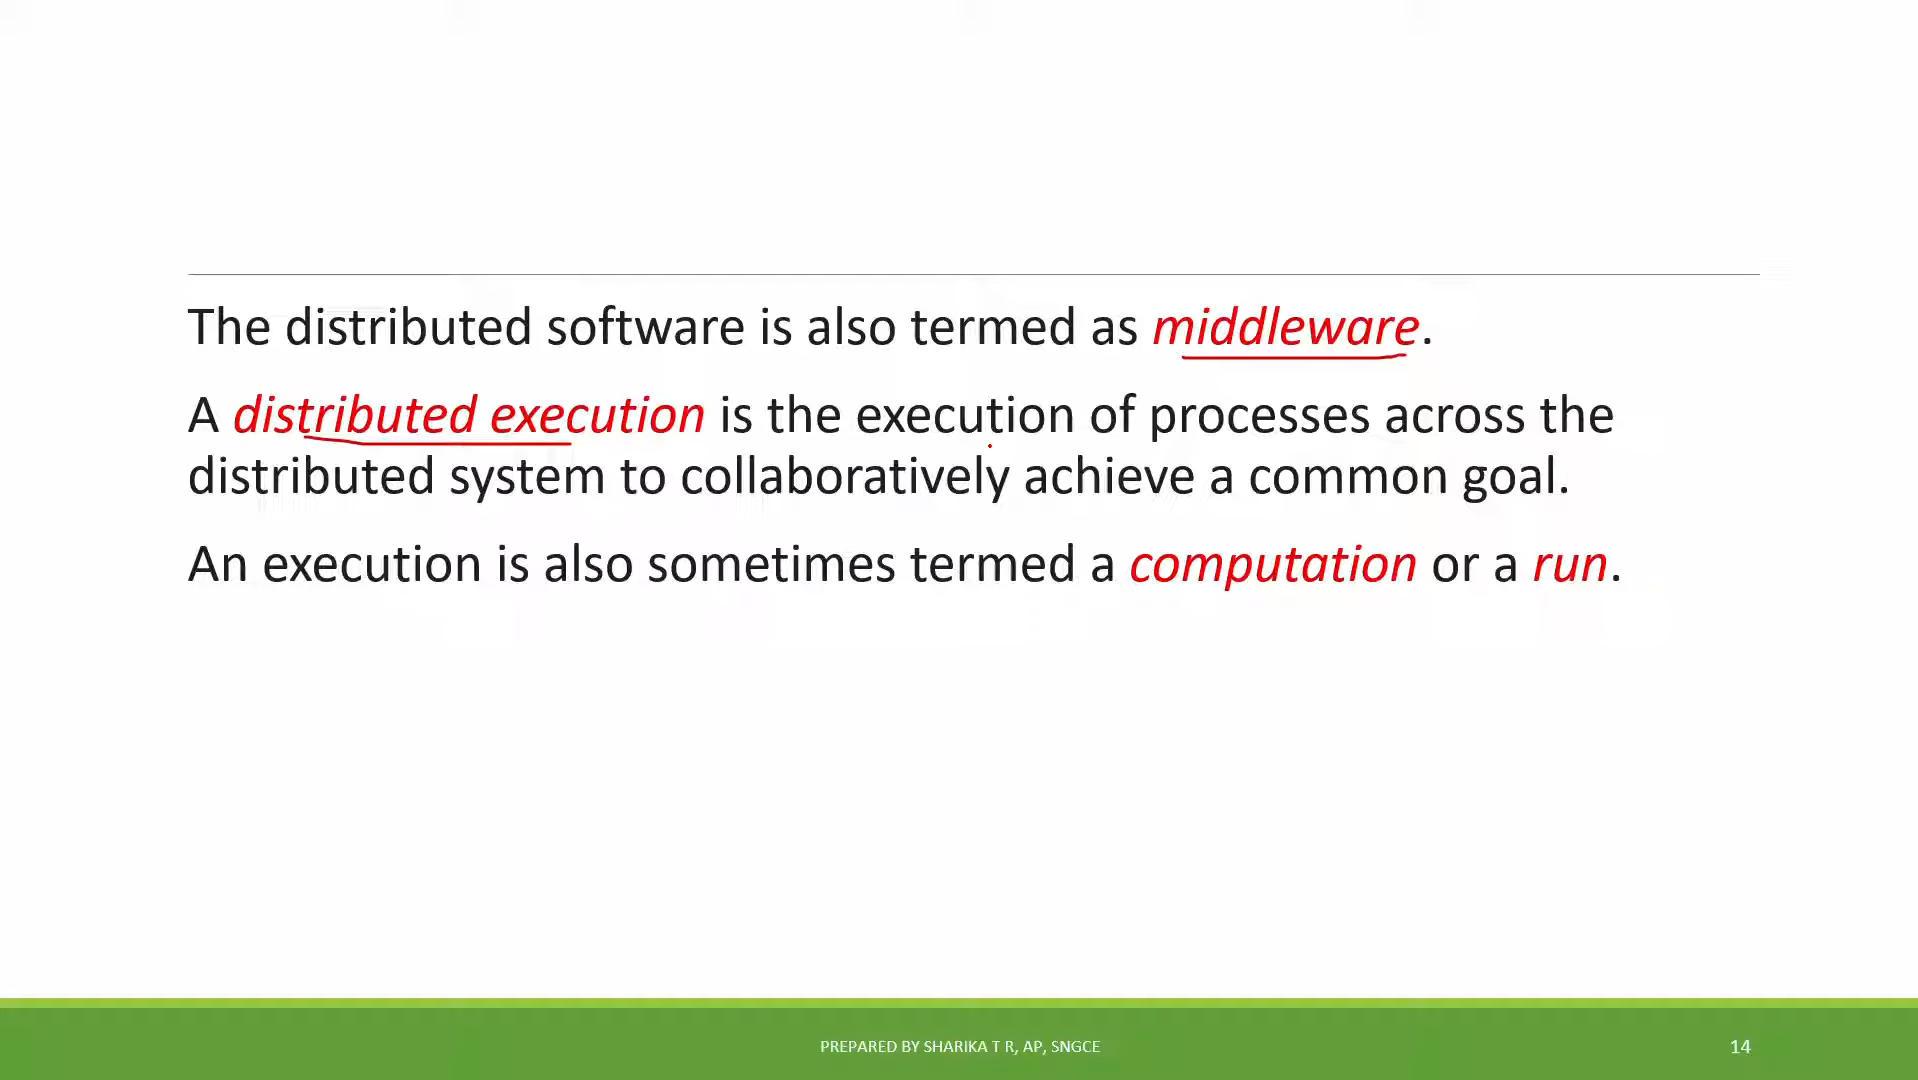 The distributed software is also termed as middleware.
A distributed execution is the execution of processes across the
distributed system to collaboratively achieve a common goal.
An execution is also sometimes termed a computation or a run.
PREPARED BY SHARIKA T R, AP, SNGCE
14